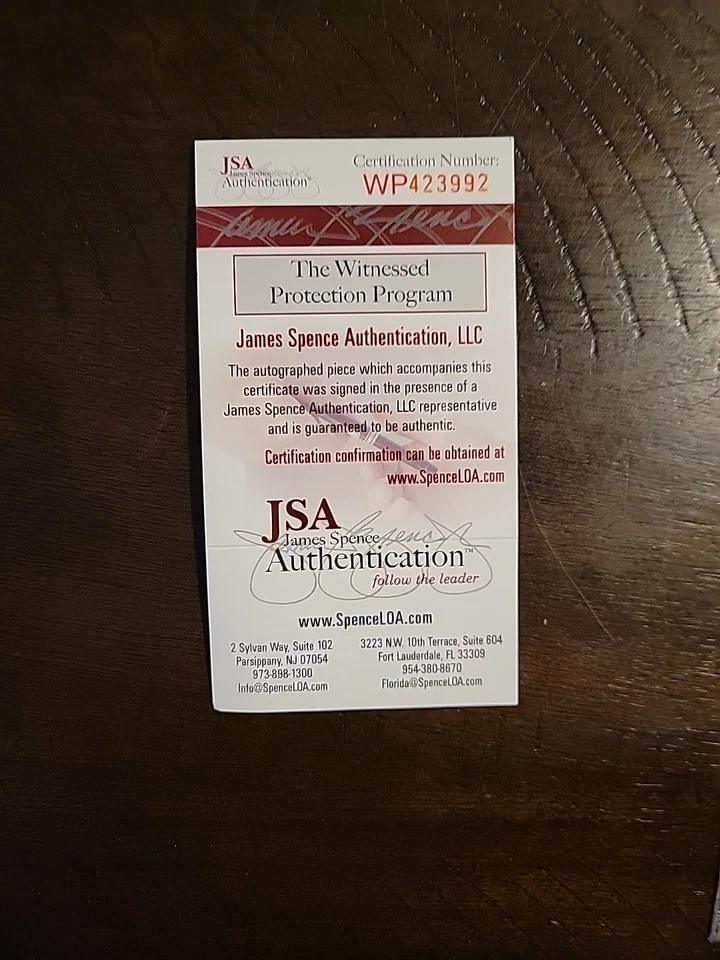 JSA
James Spence
Authentication
Certification Number:
WP423992
The Witnessed
Protection Program
James Spence Authentication, LLC
The autographed piece which accompanies this
certificate was signed in the presence of a
James Spence Authentication, LLC representative
and is guaranteed to be authentic.
Certification confirmation can be obtained at
www.SpenceLOA.com
JSA
James Spence
Authentication™
follow the leader
www.SpenceLOA.com
2 Sylvan Way, Suite 102
Parsippany, NJ 07054
973-898-1300
Info@SpenceLOA.com
3223 N.W. 10th Terrace, Suite 604
Fort Lauderdale, FL 33309
954-380-8670
Florida@SpenceLOA.com